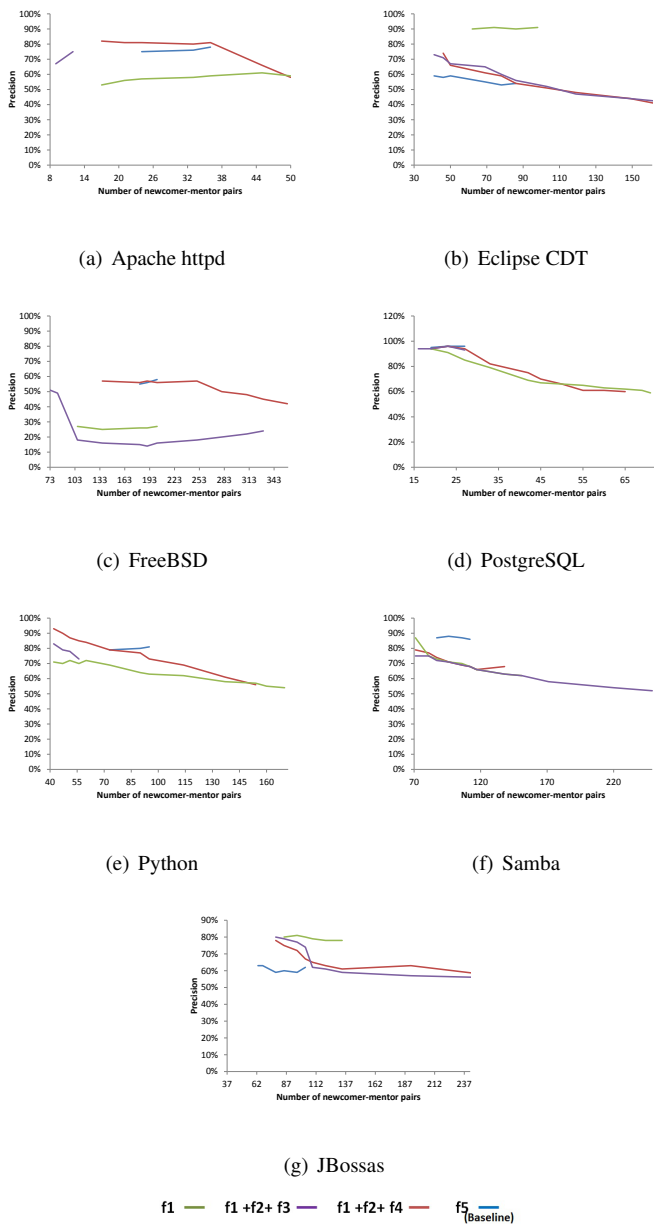 100%
90%
80%
70%
60%
50%
40%
30%
20%
10%
0%
Precision
8 14 20 26 32 38 44 50
Number of newcomer-mentor pairs
(a) Apache httpd
100%
90%
80%
70%
60%
50%
40%
30%
20%
10%
0%
Precision
30 50 70 90 110 130 150
Number of newcomer-mentor pairs
(b) Eclipse CDT
100%
90%
80%
70%
60%
50%
40%
30%
20%
10%
0%
Precision
73 103 133 163 193 223 253 283 313 343
Number of newcomer-mentor pairs
(c) FreeBSD
120%
100%
80%
60%
40%
20%
0%
Precision
15 25 35 45 55 65
Number of newcomer-mentor pairs
(d) PostgreSQL
100%
90%
80%
70%
60%
50%
40%
30%
20%
10%
0%
Precision
40 55 70 85 100 115 130 145 160
Number of newcomer-mentor pairs
(e) Python
100%
90%
80%
70%
60%
50%
40%
30%
20%
10%
0%
Precision
70 120 170 220
Number of newcomer-mentor pairs
(f) Samba
90%
80%
70%
60%
50%
40%
30%
20%
10%
0%
Precision
37 62 87 112 137 162 187 212 237
Number of newcomer-mentor pairs
(g) JBossas
f1 f1 +f2+ f3 f1 +f2+ f4 f5
(Baseline)